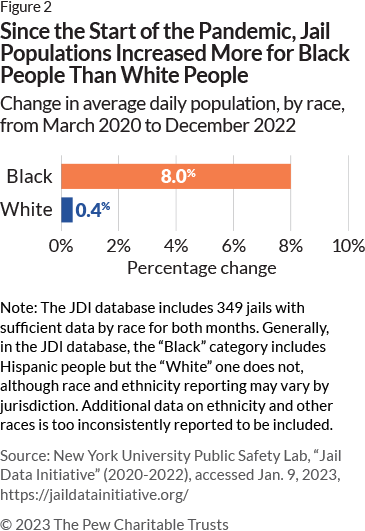 Figure 2
Since the Start of the Pandemic, Jail
Populations Increased More for Black
People Than White People
Change in average daily population, by race,
from March 2020 to December 2022
Black 8.0%
White 0.4%
0% 2% 4% 6% 8% 10%
Percentage change
Note: The JDI database includes 349 jails with
sufficient data by race for both months. Generally,
in the JDI database, the “Black” category includes
Hispanic people but the “White” one does not,
although race and ethnicity reporting may vary by
jurisdiction. Additional data on ethnicity and other
races is too inconsistently reported to be included.
Source: New York University Public Safety Lab, “Jail
Data Initiative” (2020-2022), accessed Jan. 9, 2023,
https://jaildatainitiative.org/
© 2023 The Pew Charitable Trusts